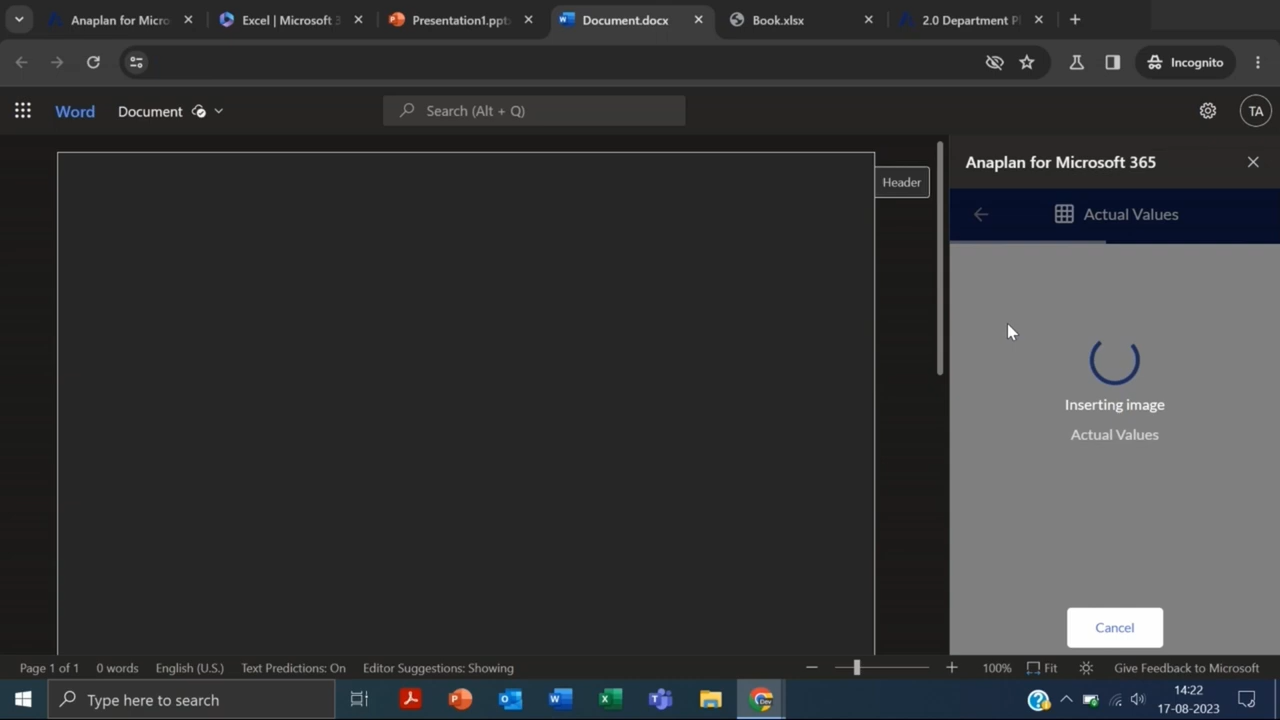 Anaplan for Micro
Excel | Microsoft 3
Presentation1.ppt
Document.docx
Book.xlsx
2.0 Department Pl
Incognito
Word
Document
Search (Alt + Q)
TA
Header
Anaplan for Microsoft 365
Actual Values
Inserting image
Actual Values
Cancel
Page 1 of 1
0 words
English (U.S.)
Text Predictions: On
Editor Suggestions: Showing
100%
Fit
Give Feedback to Microsoft
Type here to search
Dev
14:22
17-08-2023